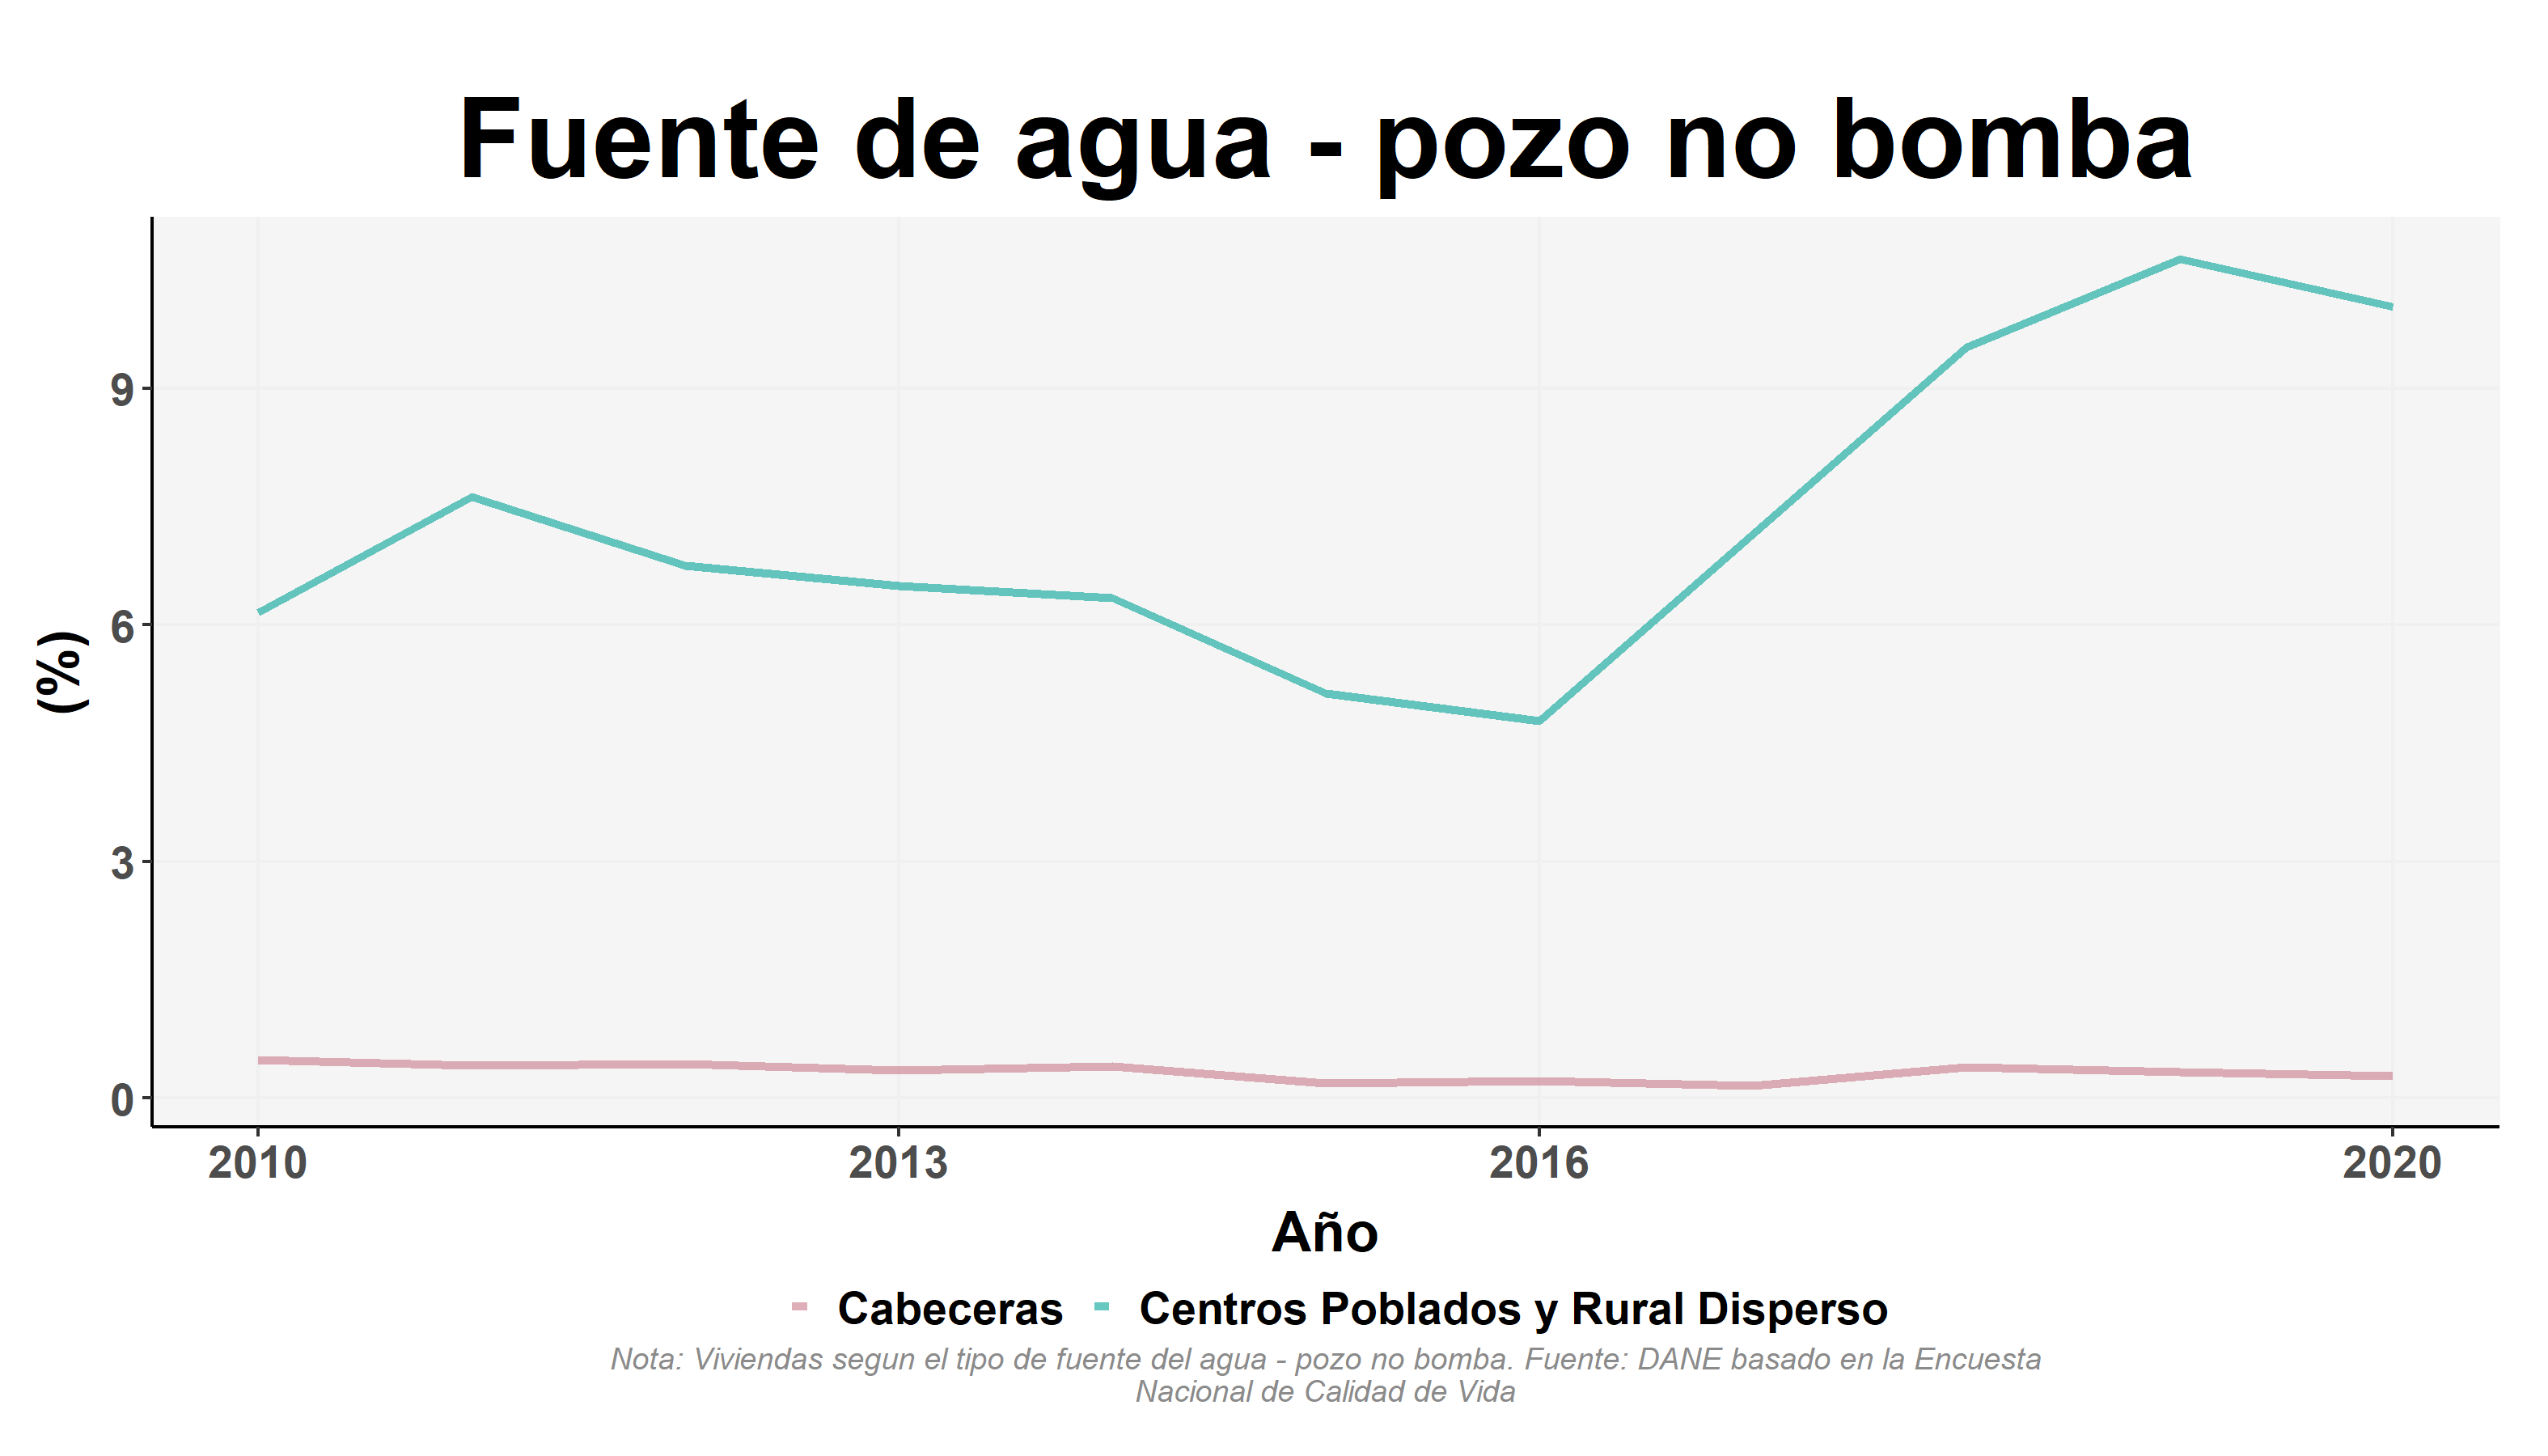 Fuente de agua - pozo no bomba
(%)
9
6
3
0
2010 2013 2016 2020
Año
Cabeceras Centros Poblados y Rural Disperso
Nota: Viviendas segun el tipo de fuente del agua - pozo no bomba. Fuente: DANE basado en la Encuesta
Nacional de Calidad de Vida